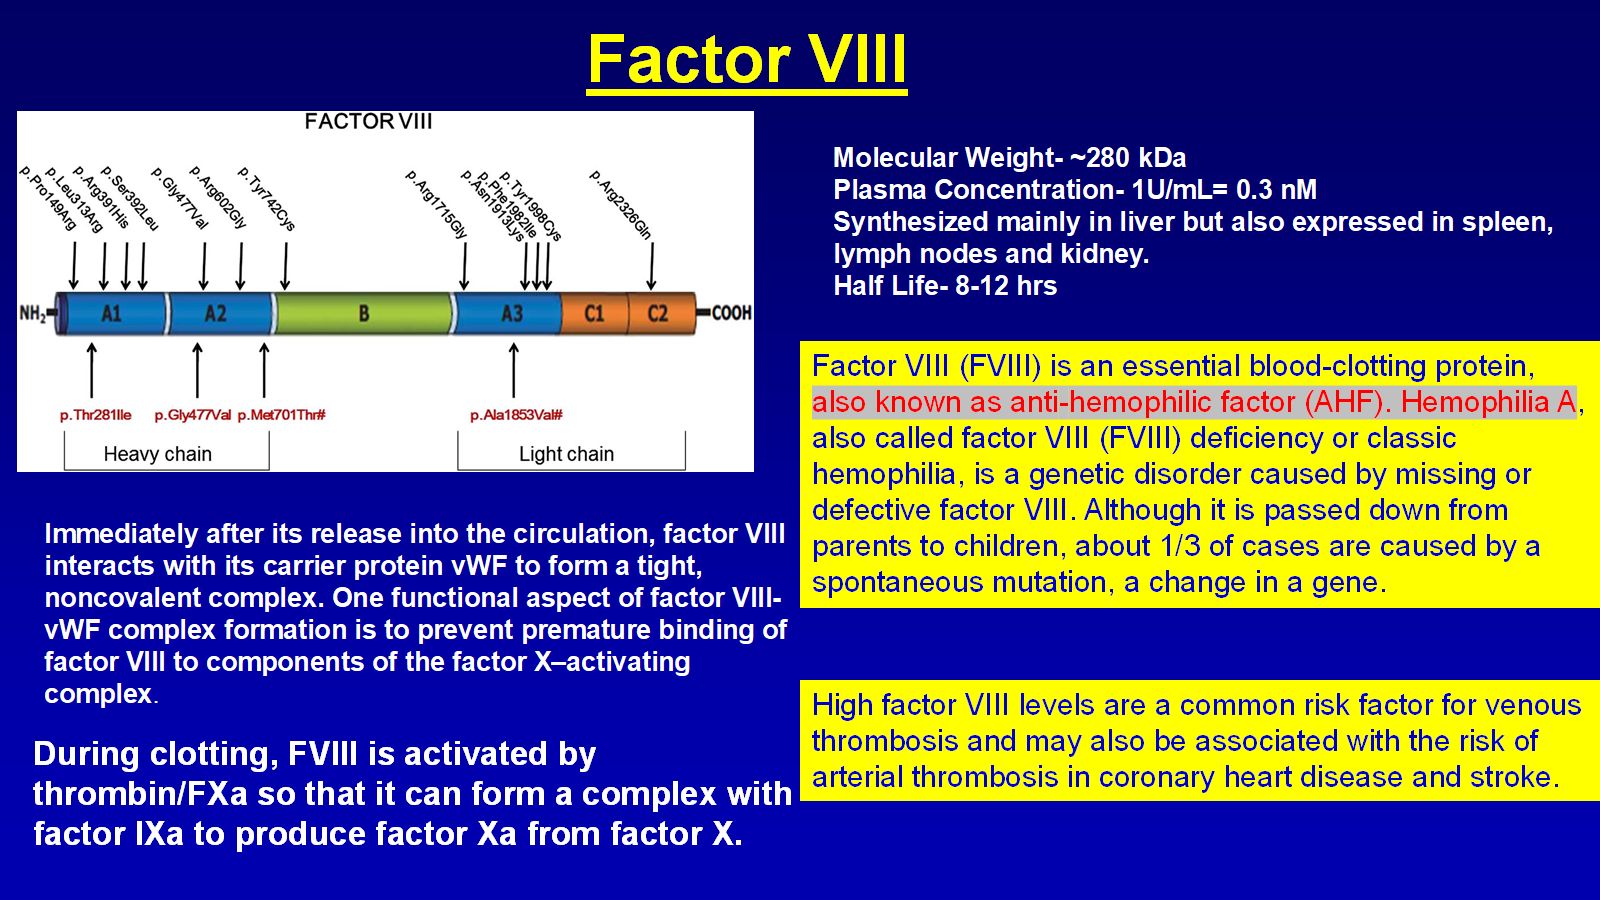 Factor VIII
FACTOR VIII
p.Pro149Arg
p.Leu313Arg
p.Arg391His
p.Ser392Leu
p.Gly477Val
p.Arg602Gly
p.Tyr742Cys
p.Arg1715Gly
p.Asn1913Lys
p.Phe1982Ile
p.Tyr1998Cys
p.Arg2326Gln
NH2 A1 A2 B A3 C1 C2 COOH
p.Thr281Ile p.Gly477Val p.Met701Thr# p.Ala1853Val#
Heavy chain Light chain
Molecular Weight- ~280 kDa
Plasma Concentration- 1U/mL= 0.3 nM
Synthesized mainly in liver but also expressed in spleen,
lymph nodes and kidney.
Half Life- 8-12 hrs
Factor VIII (FVIII) is an essential blood-clotting protein,
also known as anti-hemophilic factor (AHF). Hemophilia A,
also called factor VIII (FVIII) deficiency or classic
hemophilia, is a genetic disorder caused by missing or
defective factor VIII. Although it is passed down from
parents to children, about 1/3 of cases are caused by a
spontaneous mutation, a change in a gene.
Immediately after its release into the circulation, factor VIII
interacts with its carrier protein vWF to form a tight,
noncovalent complex. One functional aspect of factor VIII-
vWF complex formation is to prevent premature binding of
factor VIII to components of the factor X–activating
complex.
High factor VIII levels are a common risk factor for venous
thrombosis and may also be associated with the risk of
arterial thrombosis in coronary heart disease and stroke.
During clotting, FVIII is activated by
thrombin/FXa so that it can form a complex with
factor IXa to produce factor Xa from factor X.